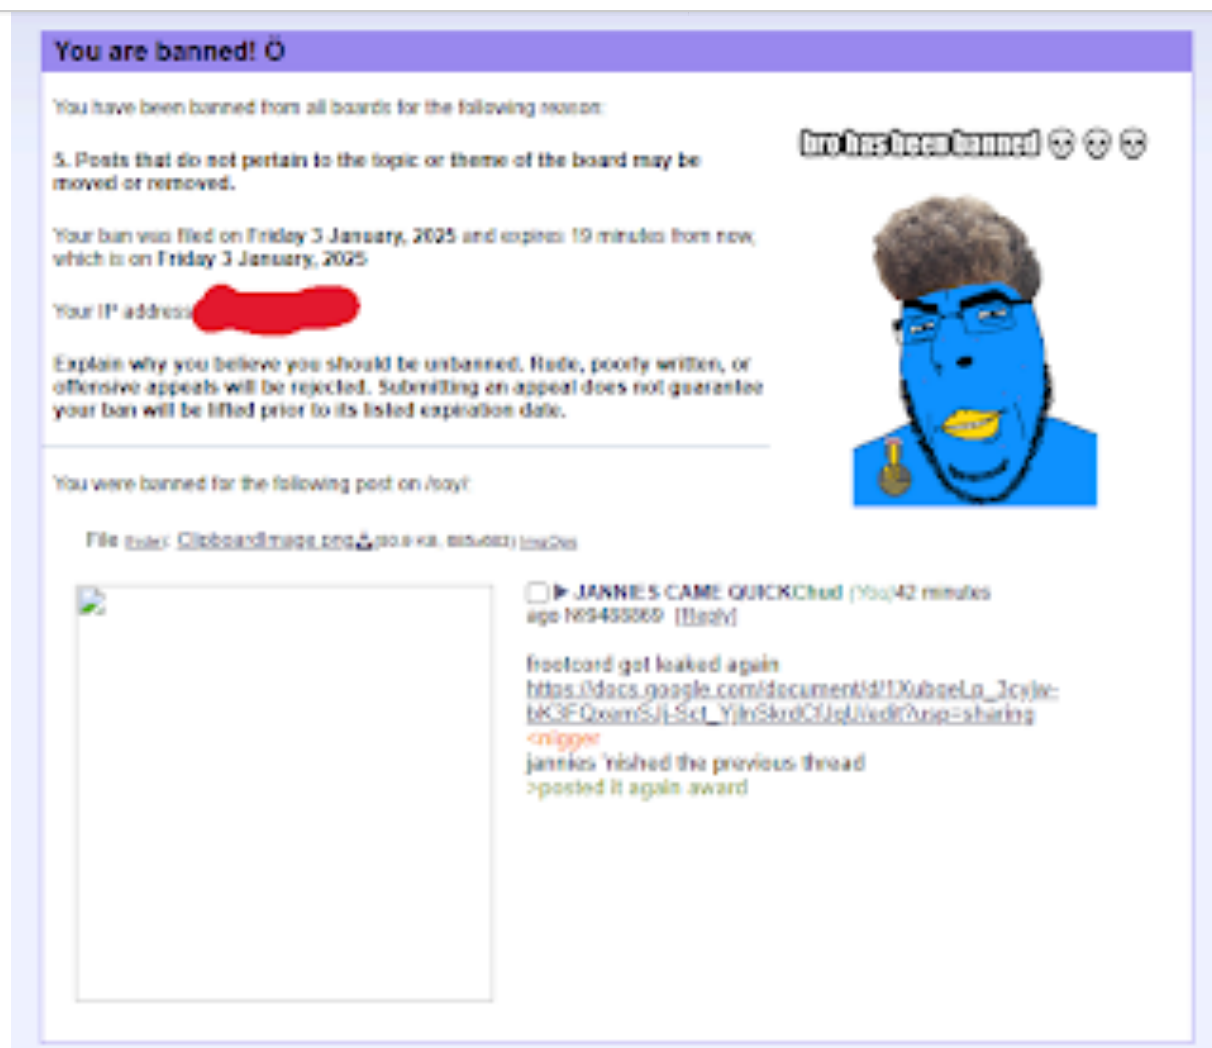 You are banned! Ö
You have been banned from all boards for the following reason:
bro has been banned 💀💀💀
5. Posts that do not pertain to the topic or theme of the board may be
moved or removed.
Your ban was filed on Friday 3 January, 2025 and expires 19 minutes from now,
which is on Friday 3 January, 2025
Your IP address
Explain why you believe you should be unbanned. Rude, poorly written, or
offensive appeals will be rejected. Submitting an appeal does not guarantee
your ban will be lifted prior to its listed expiration date.
You were banned for the following post on /soy/:
File (hide): ClipboardImage.png
ImgOps
▶ JANNIES CAME QUICKChud (You)42 minutes
ago [Reply]
frootcord got leaked again
https://docs.google.com/document/d/
edit?usp=sharing
<nigger
jannies 'nished the previous thread
>posted it again award